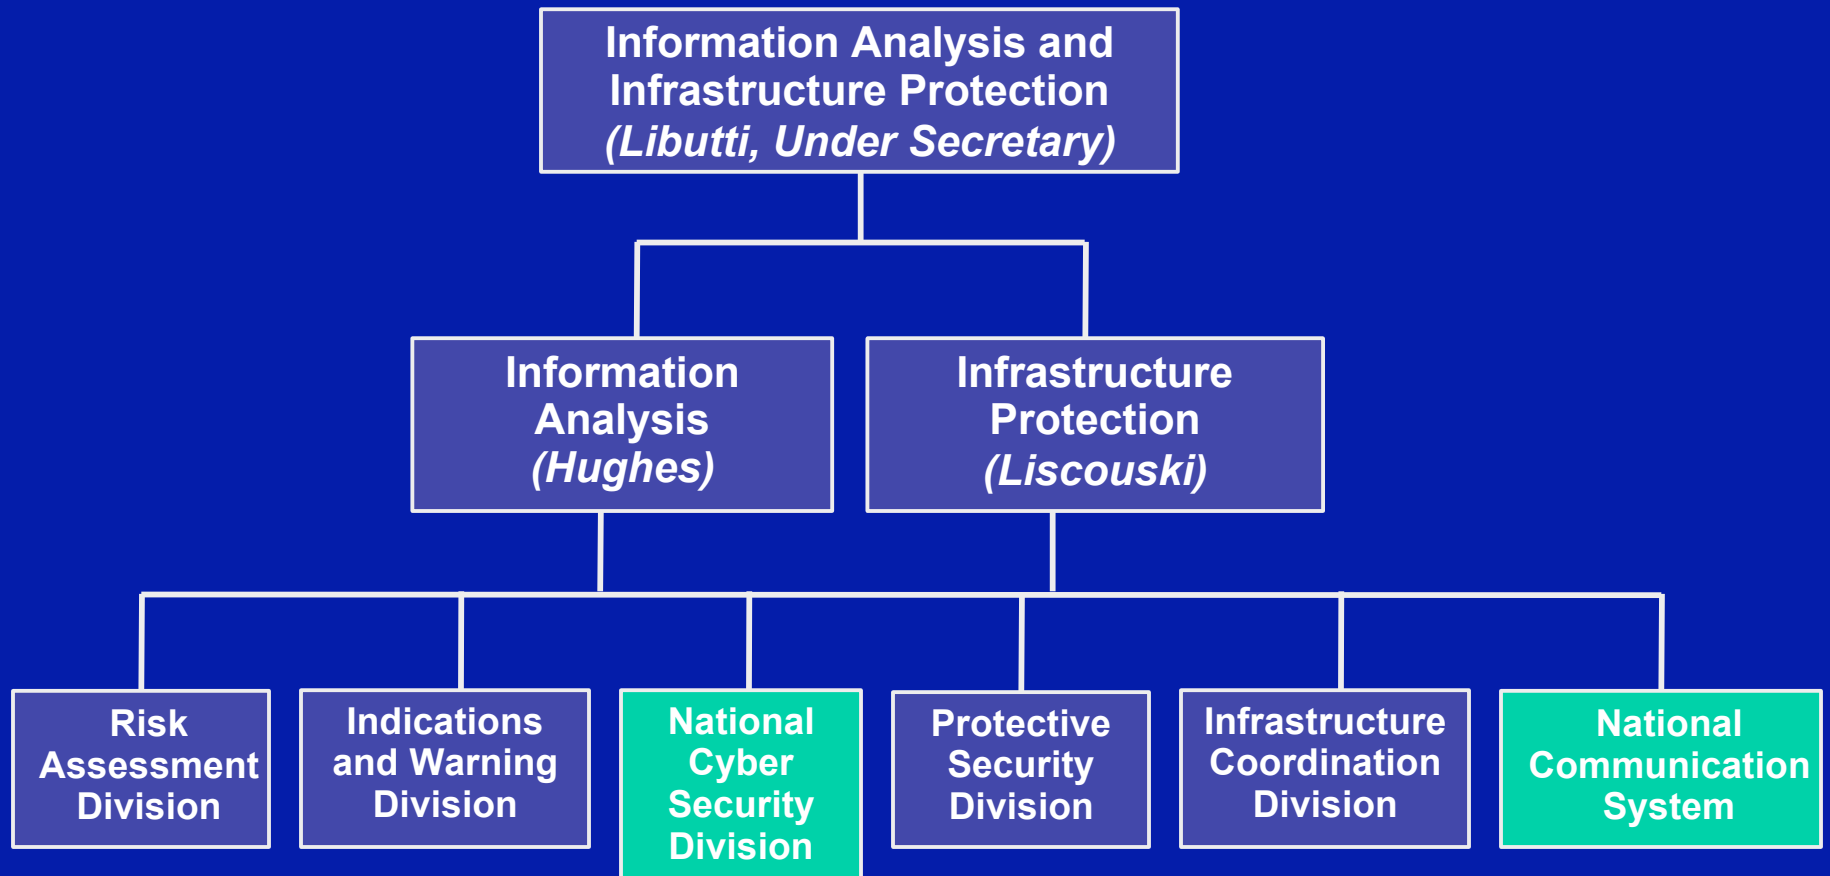 Information Analysis and
Infrastructure Protection
(Libutti, Under Secretary)
Information
Analysis
(Hughes)
Infrastructure
Protection
(Liscouski)
Risk
Assessment
Division
Indications
and Warning
Division
National
Cyber
Security
Division
Protective
Security
Division
Infrastructure
Coordination
Division
National
Communication
System